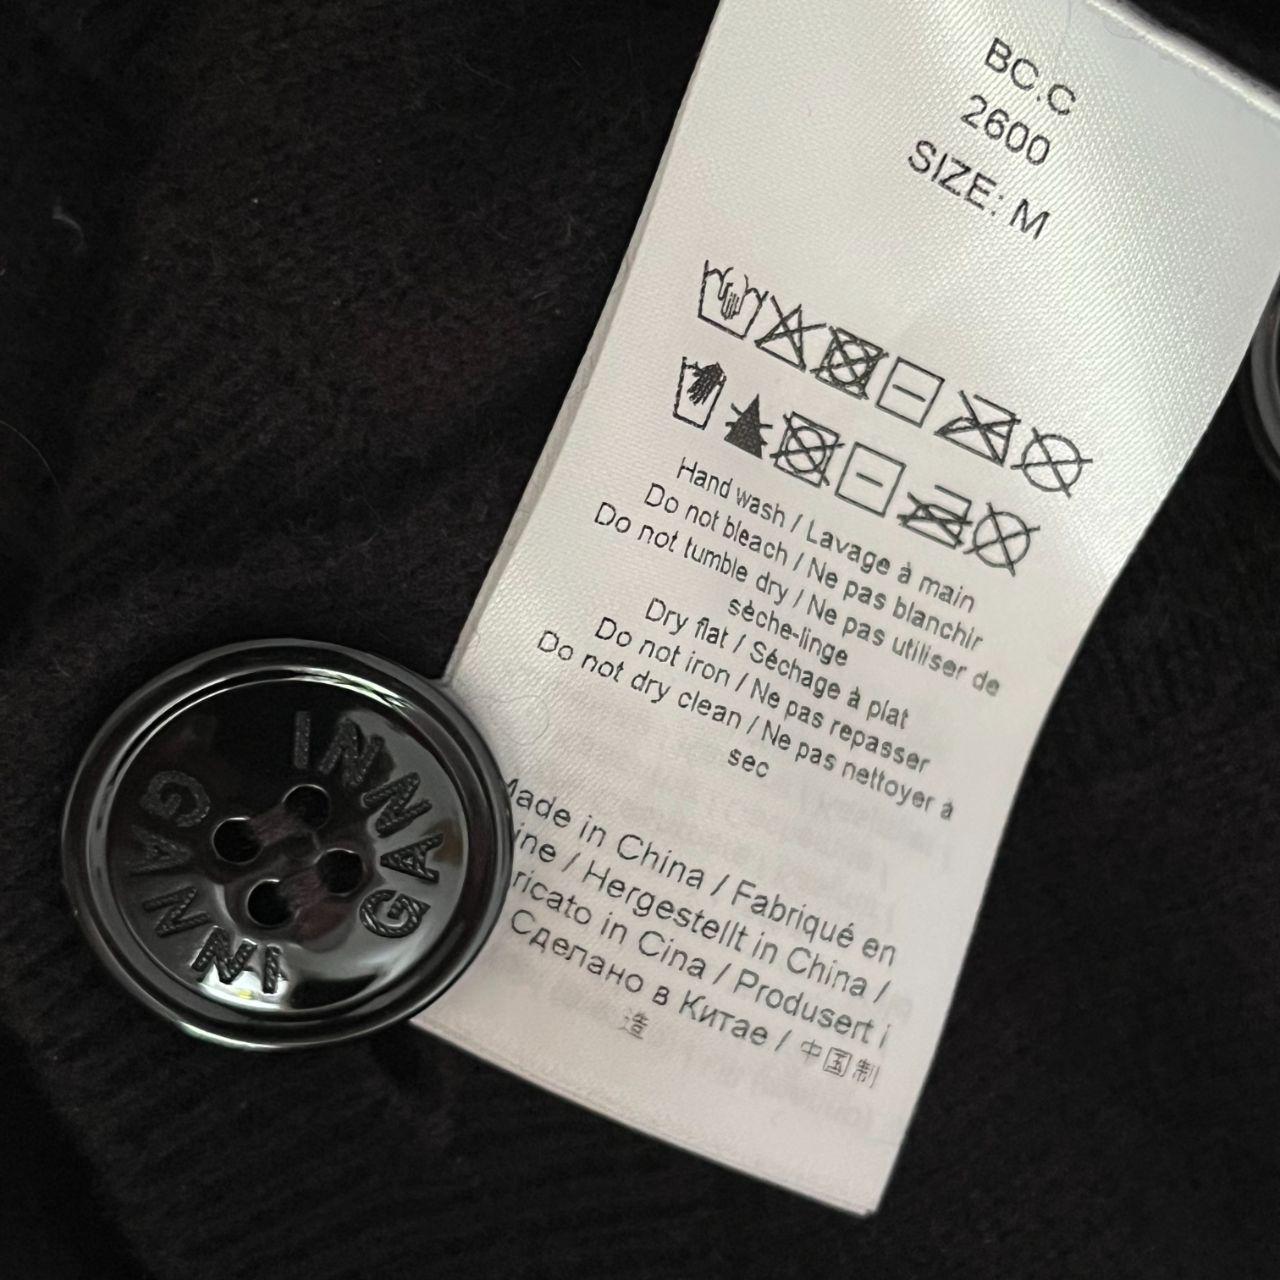 BC.C
2600
SIZE: M
Hand wash / Lavage à main
Do not bleach / Ne pas blanchir
Do not tumble dry / Ne pas utiliser de
sèche-linge
Dry flat / Séchage à plat
Do not iron / Ne pas repasser
Do not dry clean / Ne pas nettoyer à
sec
Made in China / Fabriqué en
ine / Hergestellt in China /
ricato in Cina / Produsert i
Сделано в Китае / 中国制
造
GANNI GANNI